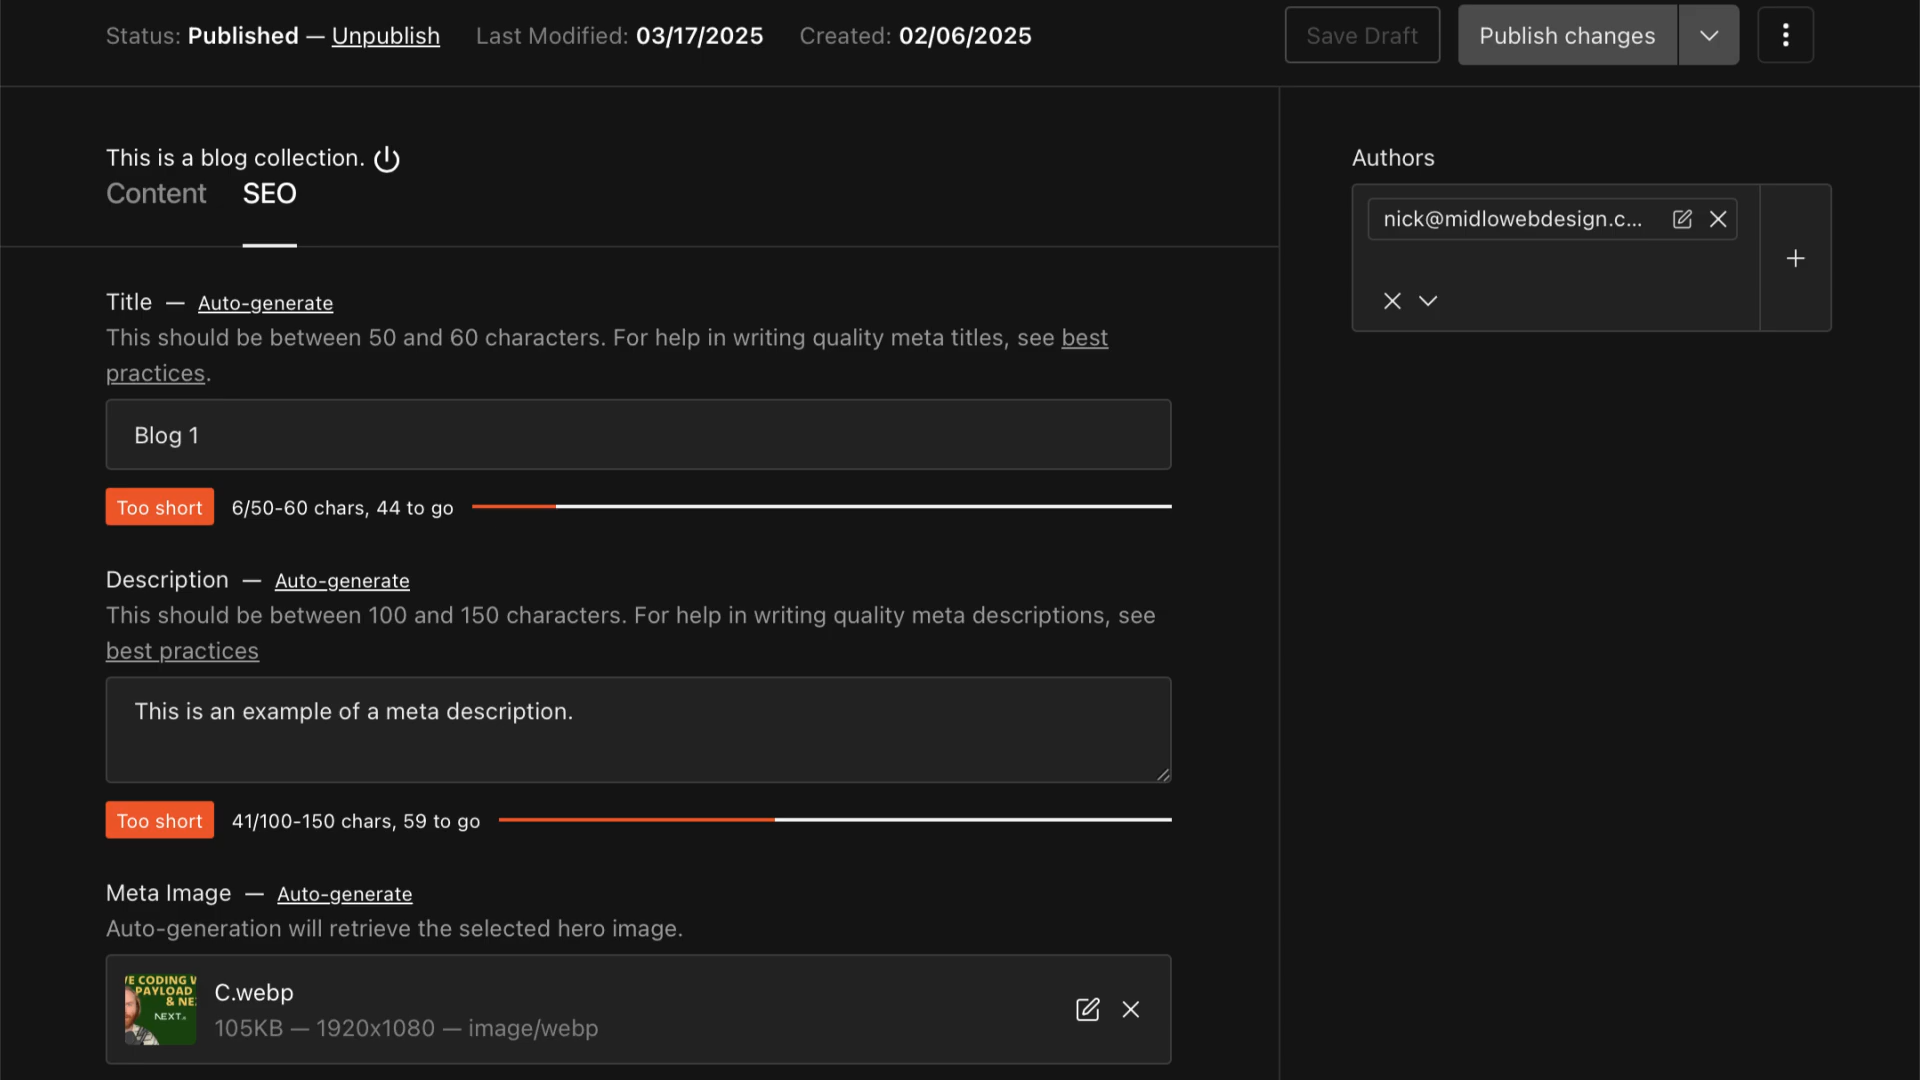 Status: Published — Unpublish Last Modified: 03/17/2025 Created: 02/06/2025 Save Draft Publish changes
This is a blog collection.
Content SEO
Title — Auto-generate
This should be between 50 and 60 characters. For help in writing quality meta titles, see best
practices.
Blog 1
Too short 6/50-60 chars, 44 to go
Description — Auto-generate
This should be between 100 and 150 characters. For help in writing quality meta descriptions, see
best practices
This is an example of a meta description.
Too short 41/100-150 chars, 59 to go
Meta Image — Auto-generate
Auto-generation will retrieve the selected hero image.
CODING
PAYLOAD
&
NEXT
C.webp
105KB — 1920x1080 — image/webp
Authors
nick@midlowebdesign.c...